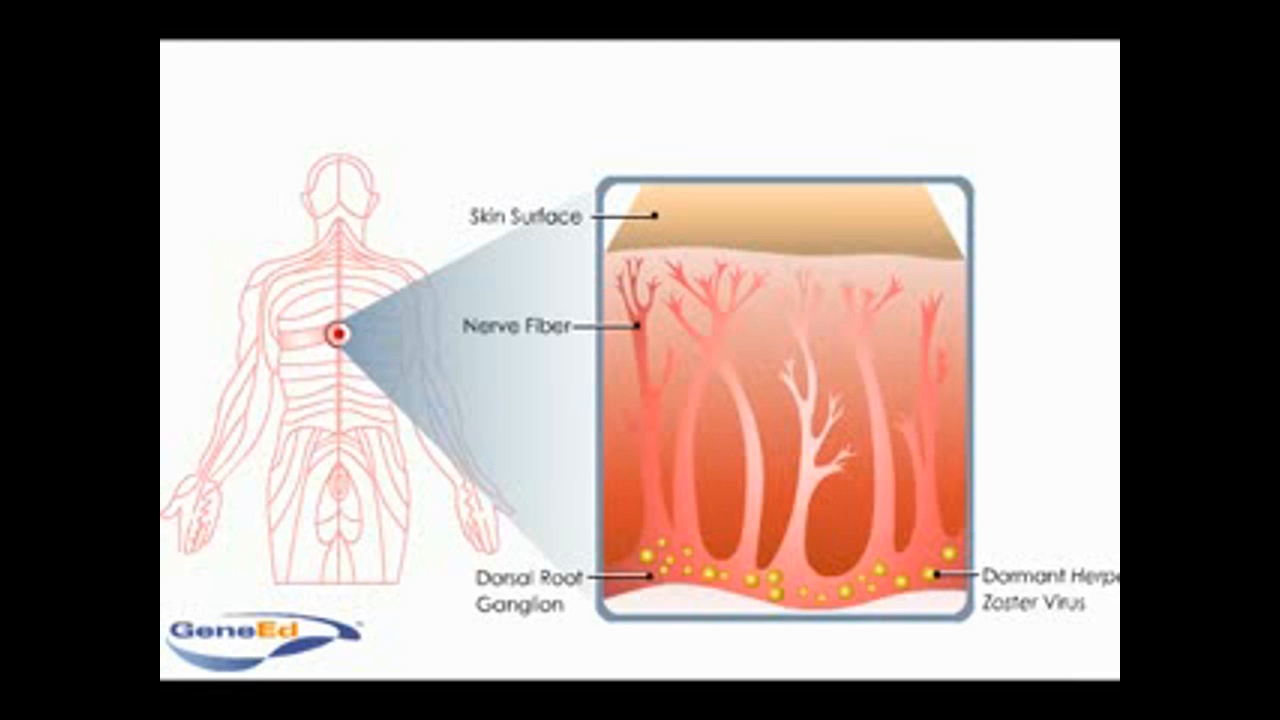 Skin Surface
Nerve Fiber
Dorsal Root
Ganglion
Dormant Herpe
Zoster Virus
GeneEd